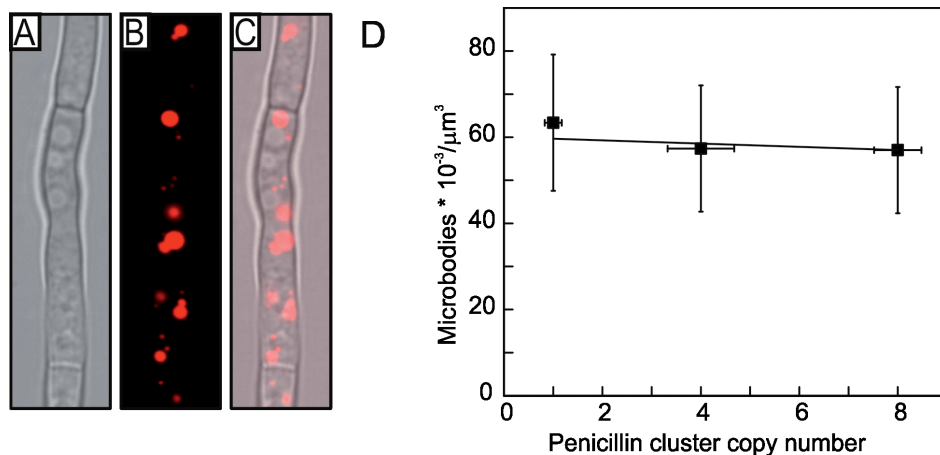 A
B
C
D
80
60
40
20
0
0 2 4 6 8
Microbodies * 10⁻³/µm³
Penicillin cluster copy number